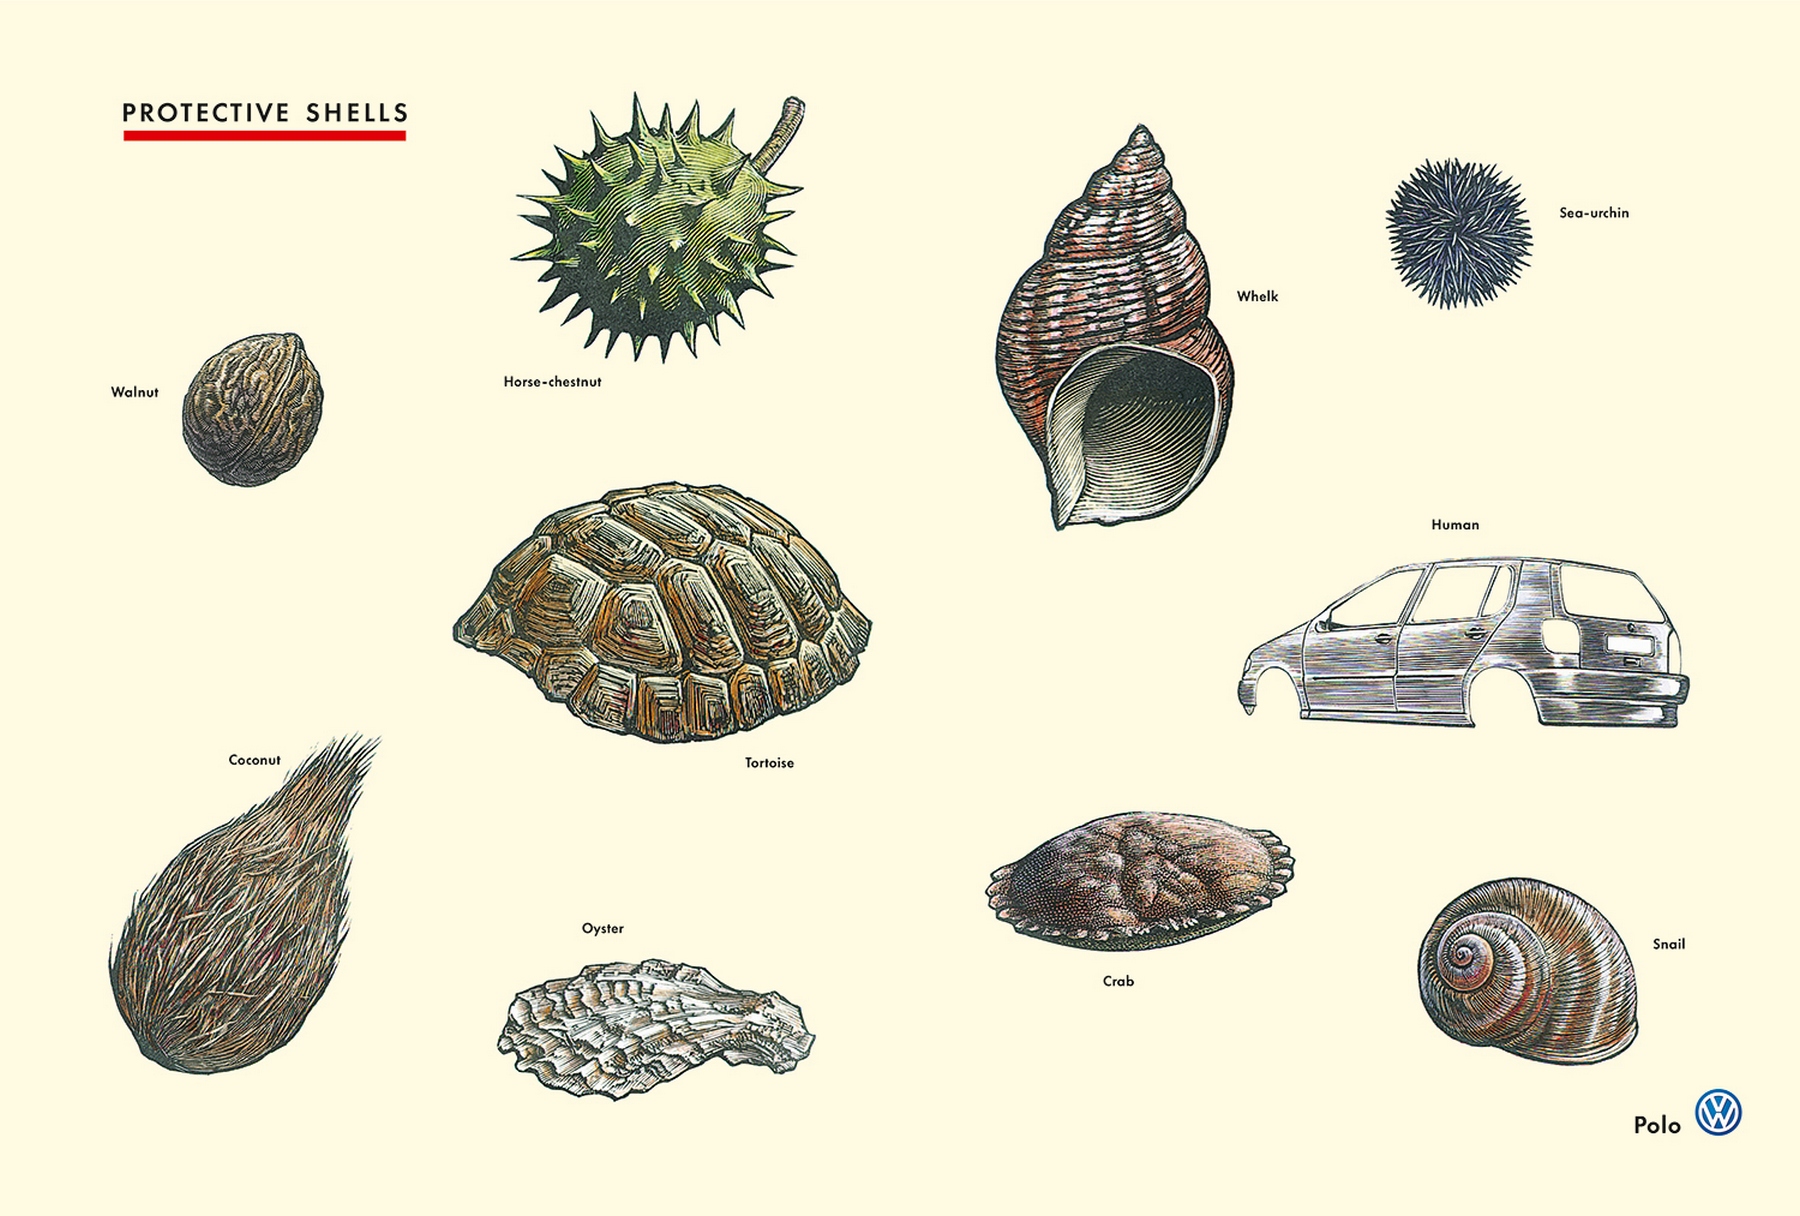 PROTECTIVE SHELLS
Sea-urchin
Whelk
Horse-chestnut
Walnut
Human
Coconut
Tortoise
Oyster
Crab
Snail
Polo